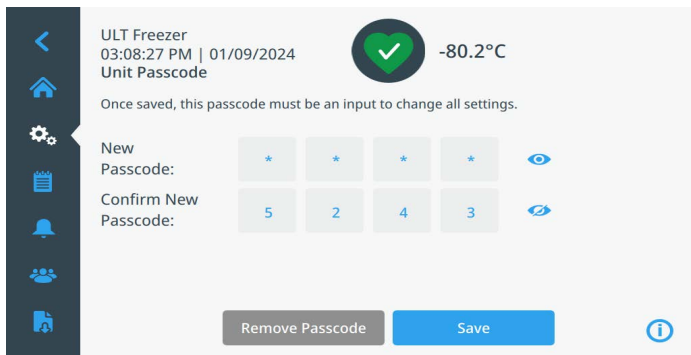 ULT Freezer
03:08:27 PM | 01/09/2024
Unit Passcode
-80.2°C
Once saved, this passcode must be an input to change all settings.
New
Passcode:
* * * *
Confirm New
Passcode:
5 2 4 3
Remove Passcode
Save